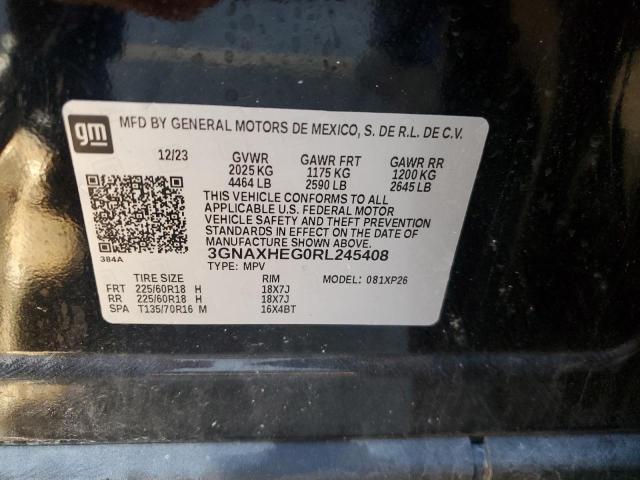 gm
MFD BY GENERAL MOTORS DE MEXICO, S. DE R.L. DE C.V.
12/23 GVWR GAWR FRT GAWR RR
2025 KG 1175 KG 1200 KG
4464 LB 2590 LB 2645 LB
THIS VEHICLE CONFORMS TO ALL
APPLICABLE U.S. FEDERAL MOTOR
VEHICLE SAFETY AND THEFT PREVENTION
STANDARDS IN EFFECT ON THE DATE OF
MANUFACTURE SHOWN ABOVE.
384A
3GNAXHEG0RL245408
TYPE: MPV
TIRE SIZE RIM MODEL: 081XP26
FRT 225/60R18 H 18X7J
RR 225/60R18 H 18X7J
SPA T135/70R16 M 16X4BT